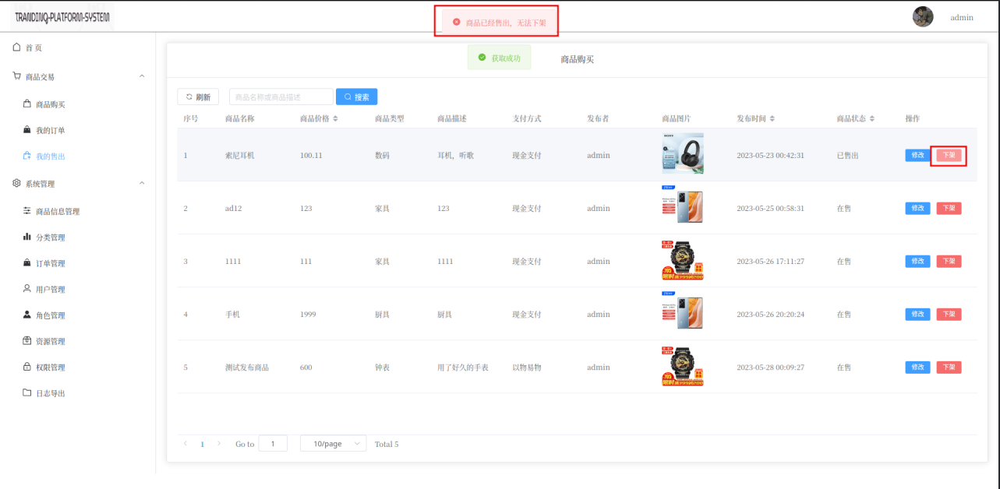 TRANDINQ-PLATFORM-SYSTEM
商品已经售出，无法下架
admin
首页
商品交易
商品购买
我的订单
我的售出
系统管理
商品信息管理
分类管理
订单管理
用户管理
角色管理
资源管理
权限管理
日志导出
获取成功
商品购买
刷新 商品名称或商品描述 搜索
序号 商品名称 商品价格 商品类型 商品描述 支付方式 发布者 商品图片 发布时间 商品状态 操作
1 索尼耳机 100.11 数码 耳机，听歌 现金支付 admin SONY 2023-05-23 00:42:31 已售出 修改 下架
2 ad12 123 家具 123 现金支付 admin 2023-05-25 00:58:31 在售 修改 下架
3 1111 111 家具 1111 现金支付 admin 2023-05-26 17:11:27 在售 修改 下架
4 手机 1999 厨具 厨具 现金支付 admin 2023-05-26 20:20:24 在售 修改 下架
5 测试发布商品 600 钟表 用了好久的手表 以物易物 admin 2023-05-28 00:09:27 在售 修改 下架
1 Go to 1 10/page Total 5